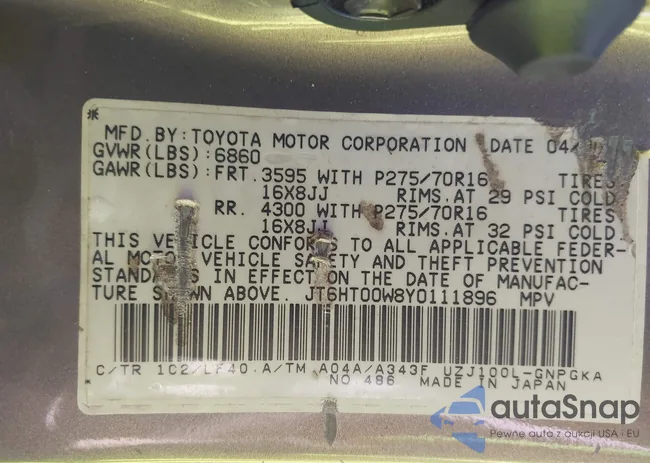 *
MFD.BY:TOYOTA MOTOR CORPORATION DATE 04/
GVWR(LBS):6860
GAWR(LBS):FRT.3595 WITH P275/70R16 TIRES
16X8JJ RIMS.AT 29 PSI COLD
RR. 4300 WITH P275/70R16 TIRES
16X8JJ RIMS.AT 32 PSI COLD.
THIS VEHICLE CONFORMS TO ALL APPLICABLE FEDER-
AL MOTOR VEHICLE SAFETY AND THEFT PREVENTION
STANDARDS IN EFFECT ON THE DATE OF MANUFAC-
TURE SHOWN ABOVE. JT6HT00W8Y0111896 MPV
C/TR 1C2/LF40 A/TM A04A/A343F UZJ100L-GNPGKA
NO 486 MADE IN JAPAN
autaSnap
Pewne auta z aukcji USA i EU